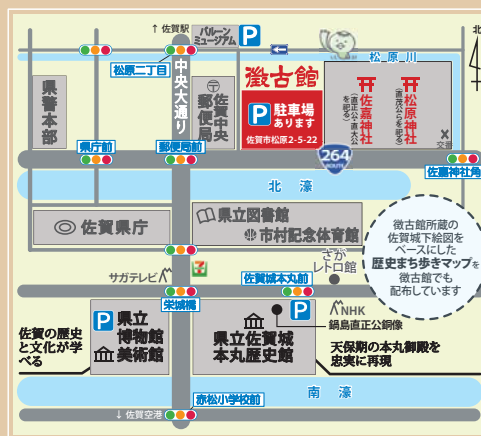 ↑ 佐賀駅
バルーン
ミュージアム
P
北
松原二丁目
松原川
中央大通り
県警本部
〒
佐賀中央
郵便局
徴古館
P 駐車場
あります
佐賀市松原2-5-22
佐嘉神社
(直正公・直大公
を祀る)
松原神社
(直茂公らを祀る)
X
交番
県庁前
郵便局前
264
ROUTE
佐嘉神社角
北濠
佐賀県庁
県立図書館
市村記念体育館
さが
レトロ館
徴古館所蔵の
佐賀城下絵図を
ベースにした
歴史まち歩きマップを
徴古館でも
配布しています
サガテレビ
7
佐賀城本丸前
栄城橋
NHK
鍋島直正公銅像
P
県立
博物館
美術館
P
県立佐賀城
本丸歴史館
佐賀の歴史
と文化が学
べる
天保期の本丸御殿を
忠実に再現
南濠
赤松小学校前
↓ 佐賀空港